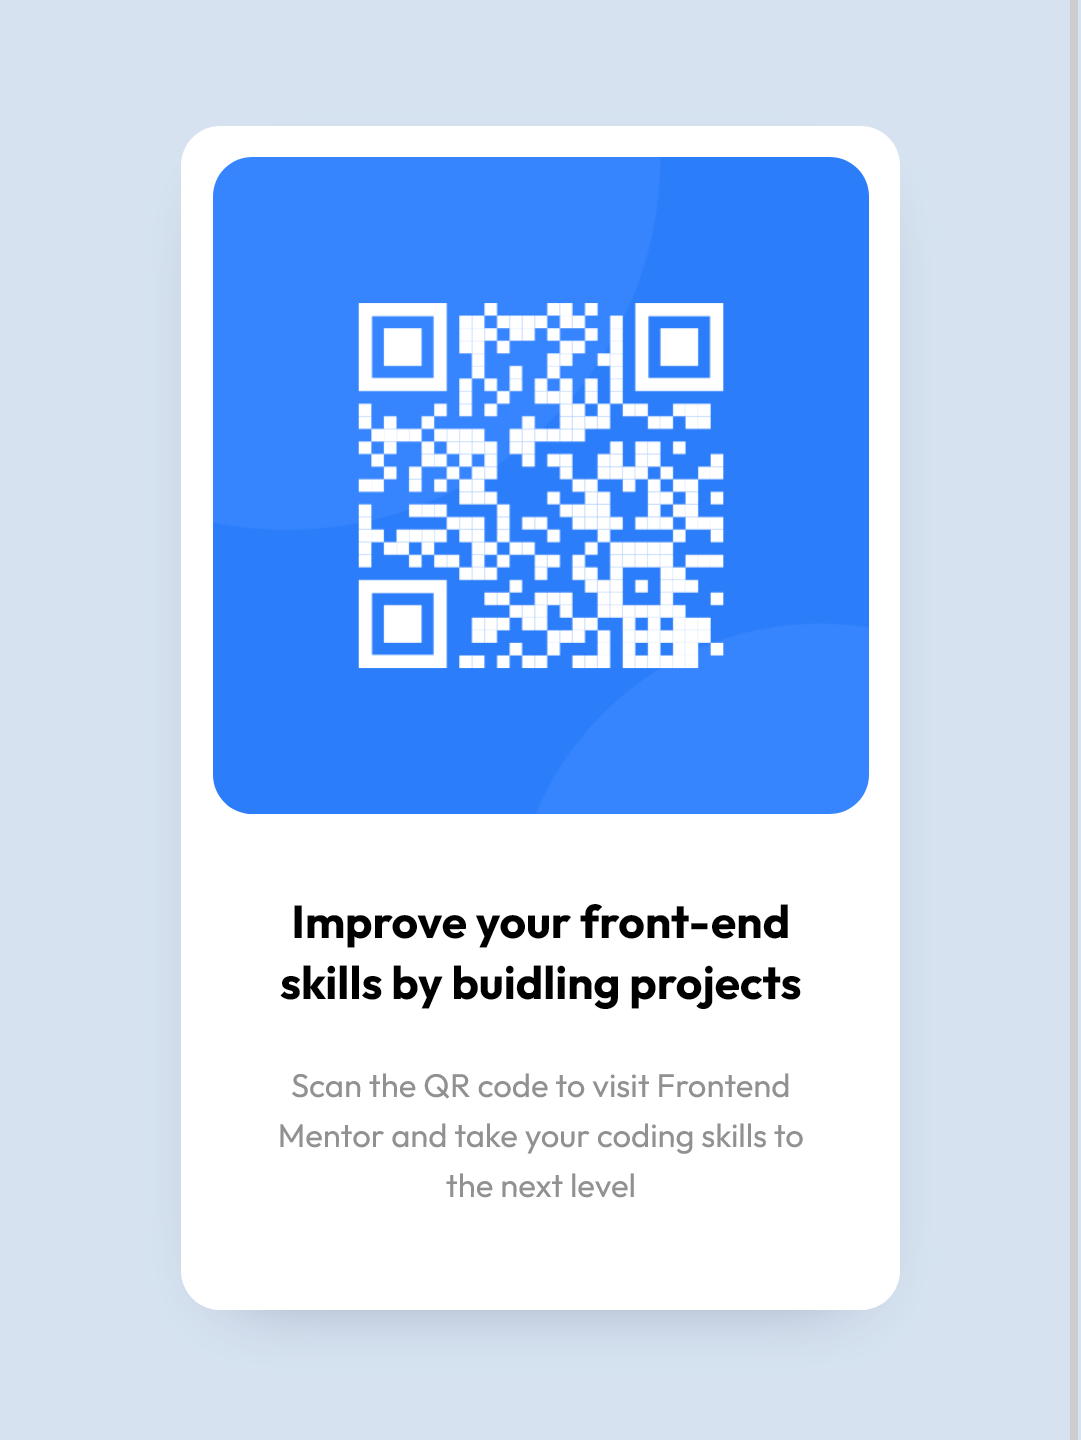 Improve your front-end
skills by buidling projects
Scan the QR code to visit Frontend
Mentor and take your coding skills to
the next level